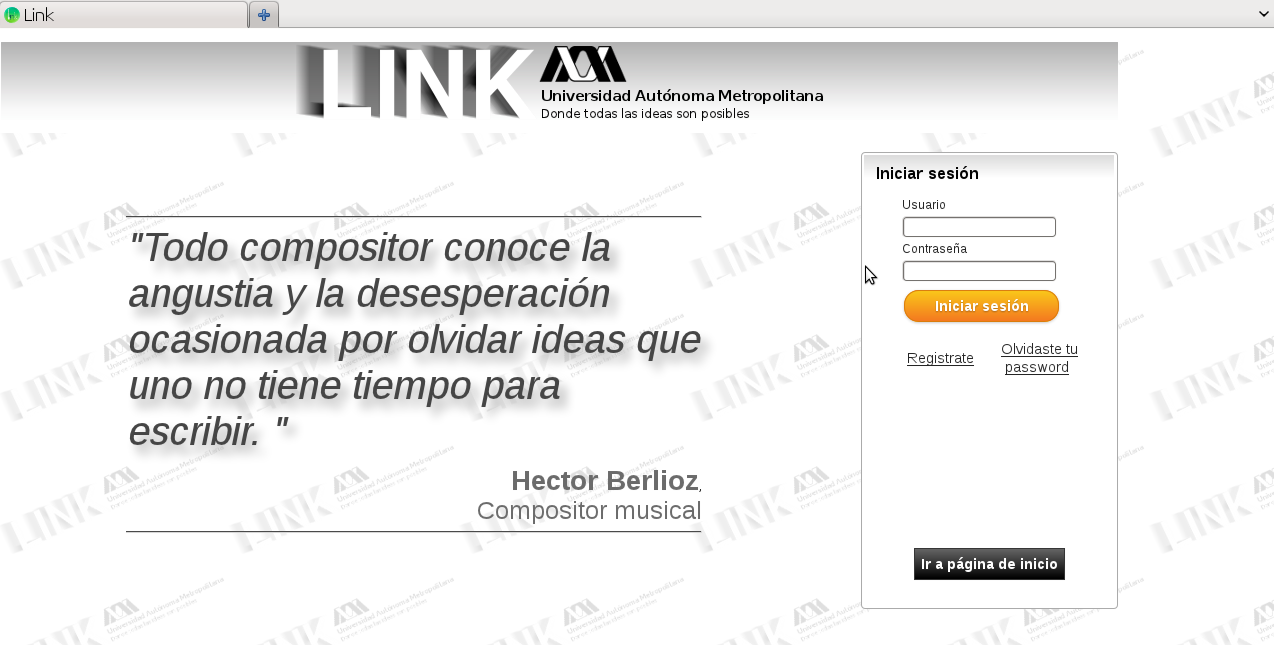 Link
LINK
Universidad Autónoma Metropolitana
Donde todas las ideas son posibles
"Todo compositor conoce la
angustia y la desesperación
ocasionada por olvidar ideas que
uno no tiene tiempo para
escribir. "
Hector Berlioz,
Compositor musical
Iniciar sesión
Usuario
Contraseña
Iniciar sesión
Registrate
Olvidaste tu
password
Ir a página de inicio